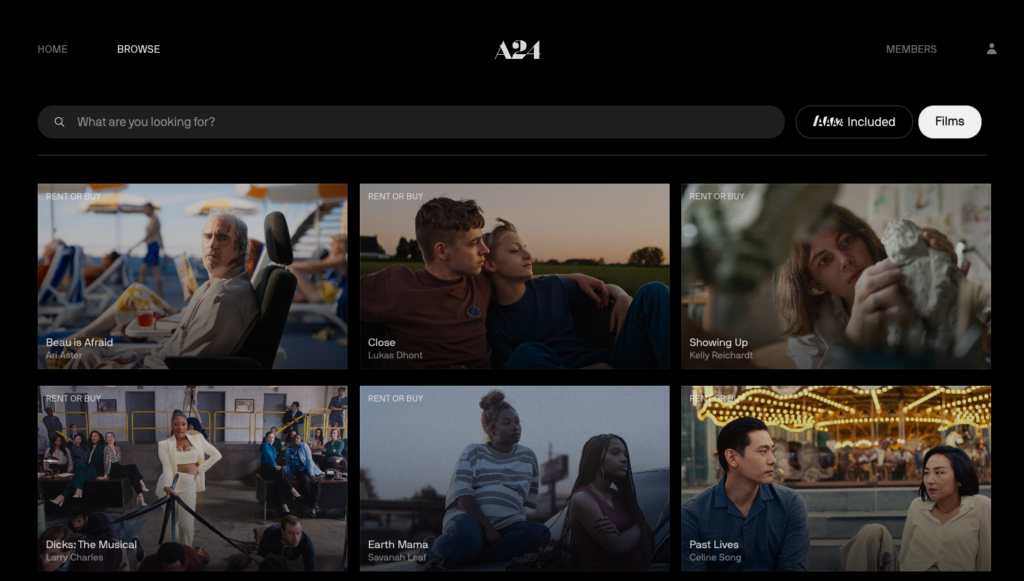 HOME
BROWSE
A24
MEMBERS
What are you looking for?
Included
Films
RENT OR BUY
Beau is Afraid
Ari Aster
RENT OR BUY
Close
Lukas Dhont
RENT OR BUY
Showing Up
Kelly Reichardt
RENT OR BUY
Dicks: The Musical
Larry Charles
RENT OR BUY
Earth Mama
Savanah Leaf
RENT OR BUY
Past Lives
Celine Song